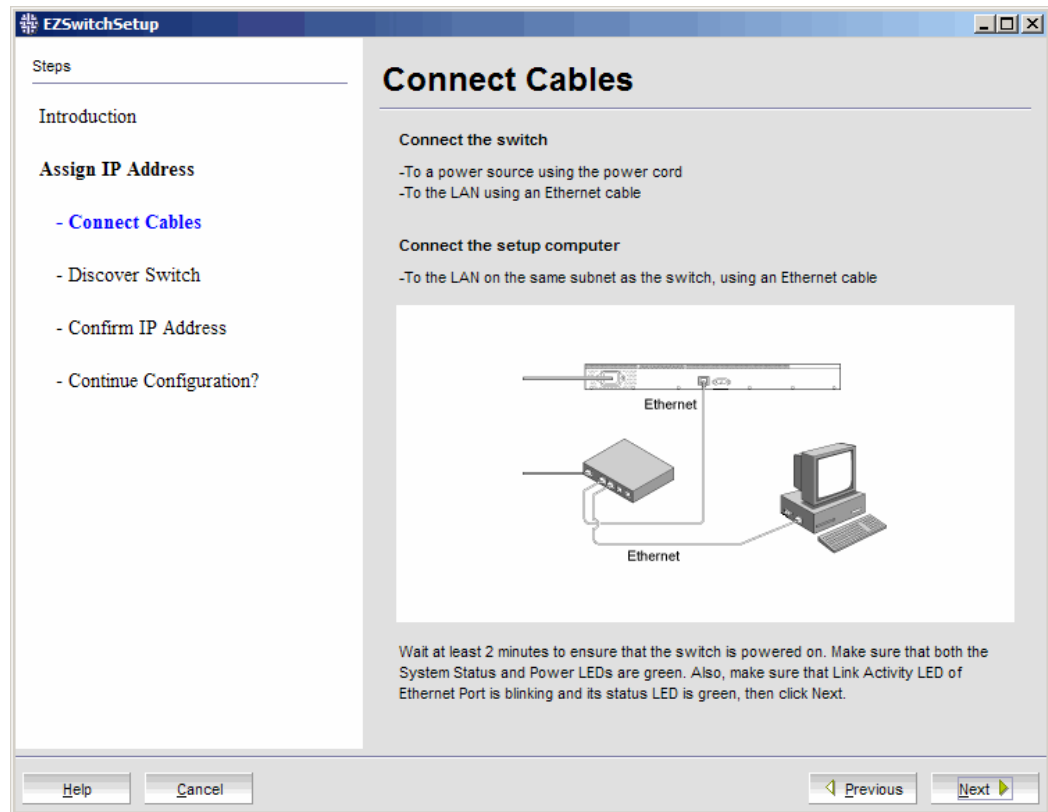 EZSwitchSetup
Steps
Introduction
Assign IP Address
- Connect Cables
- Discover Switch
- Confirm IP Address
- Continue Configuration?
Connect Cables
Connect the switch
-To a power source using the power cord
-To the LAN using an Ethernet cable
Connect the setup computer
-To the LAN on the same subnet as the switch, using an Ethernet cable
Ethernet
Ethernet
Wait at least 2 minutes to ensure that the switch is powered on. Make sure that both the
System Status and Power LEDs are green. Also, make sure that Link Activity LED of
Ethernet Port is blinking and its status LED is green, then click Next.
Help
Cancel
Previous
Next